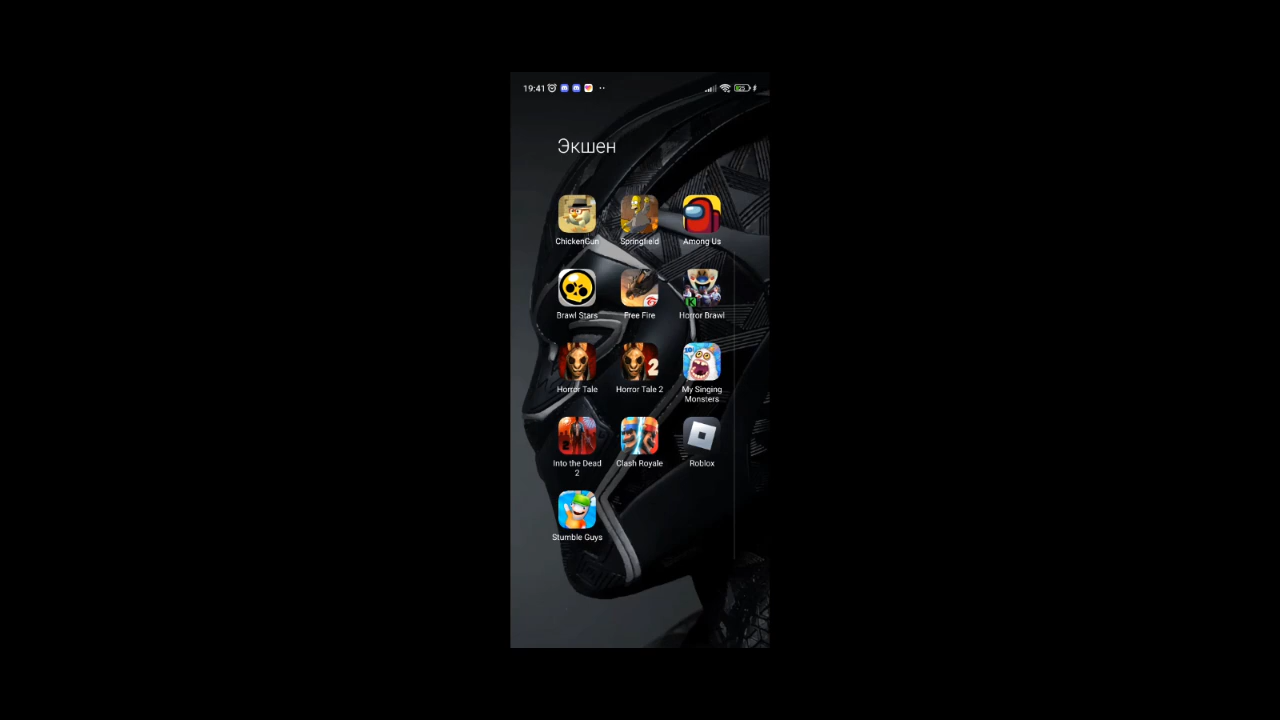 19:41
Экшен
ChickenGun Springfield Among Us
Brawl Stars Free Fire Horror Brawl
Horror Tale Horror Tale 2 My Singing
Monsters
Into the Dead Clash Royale Roblox
2
Stumble Guys